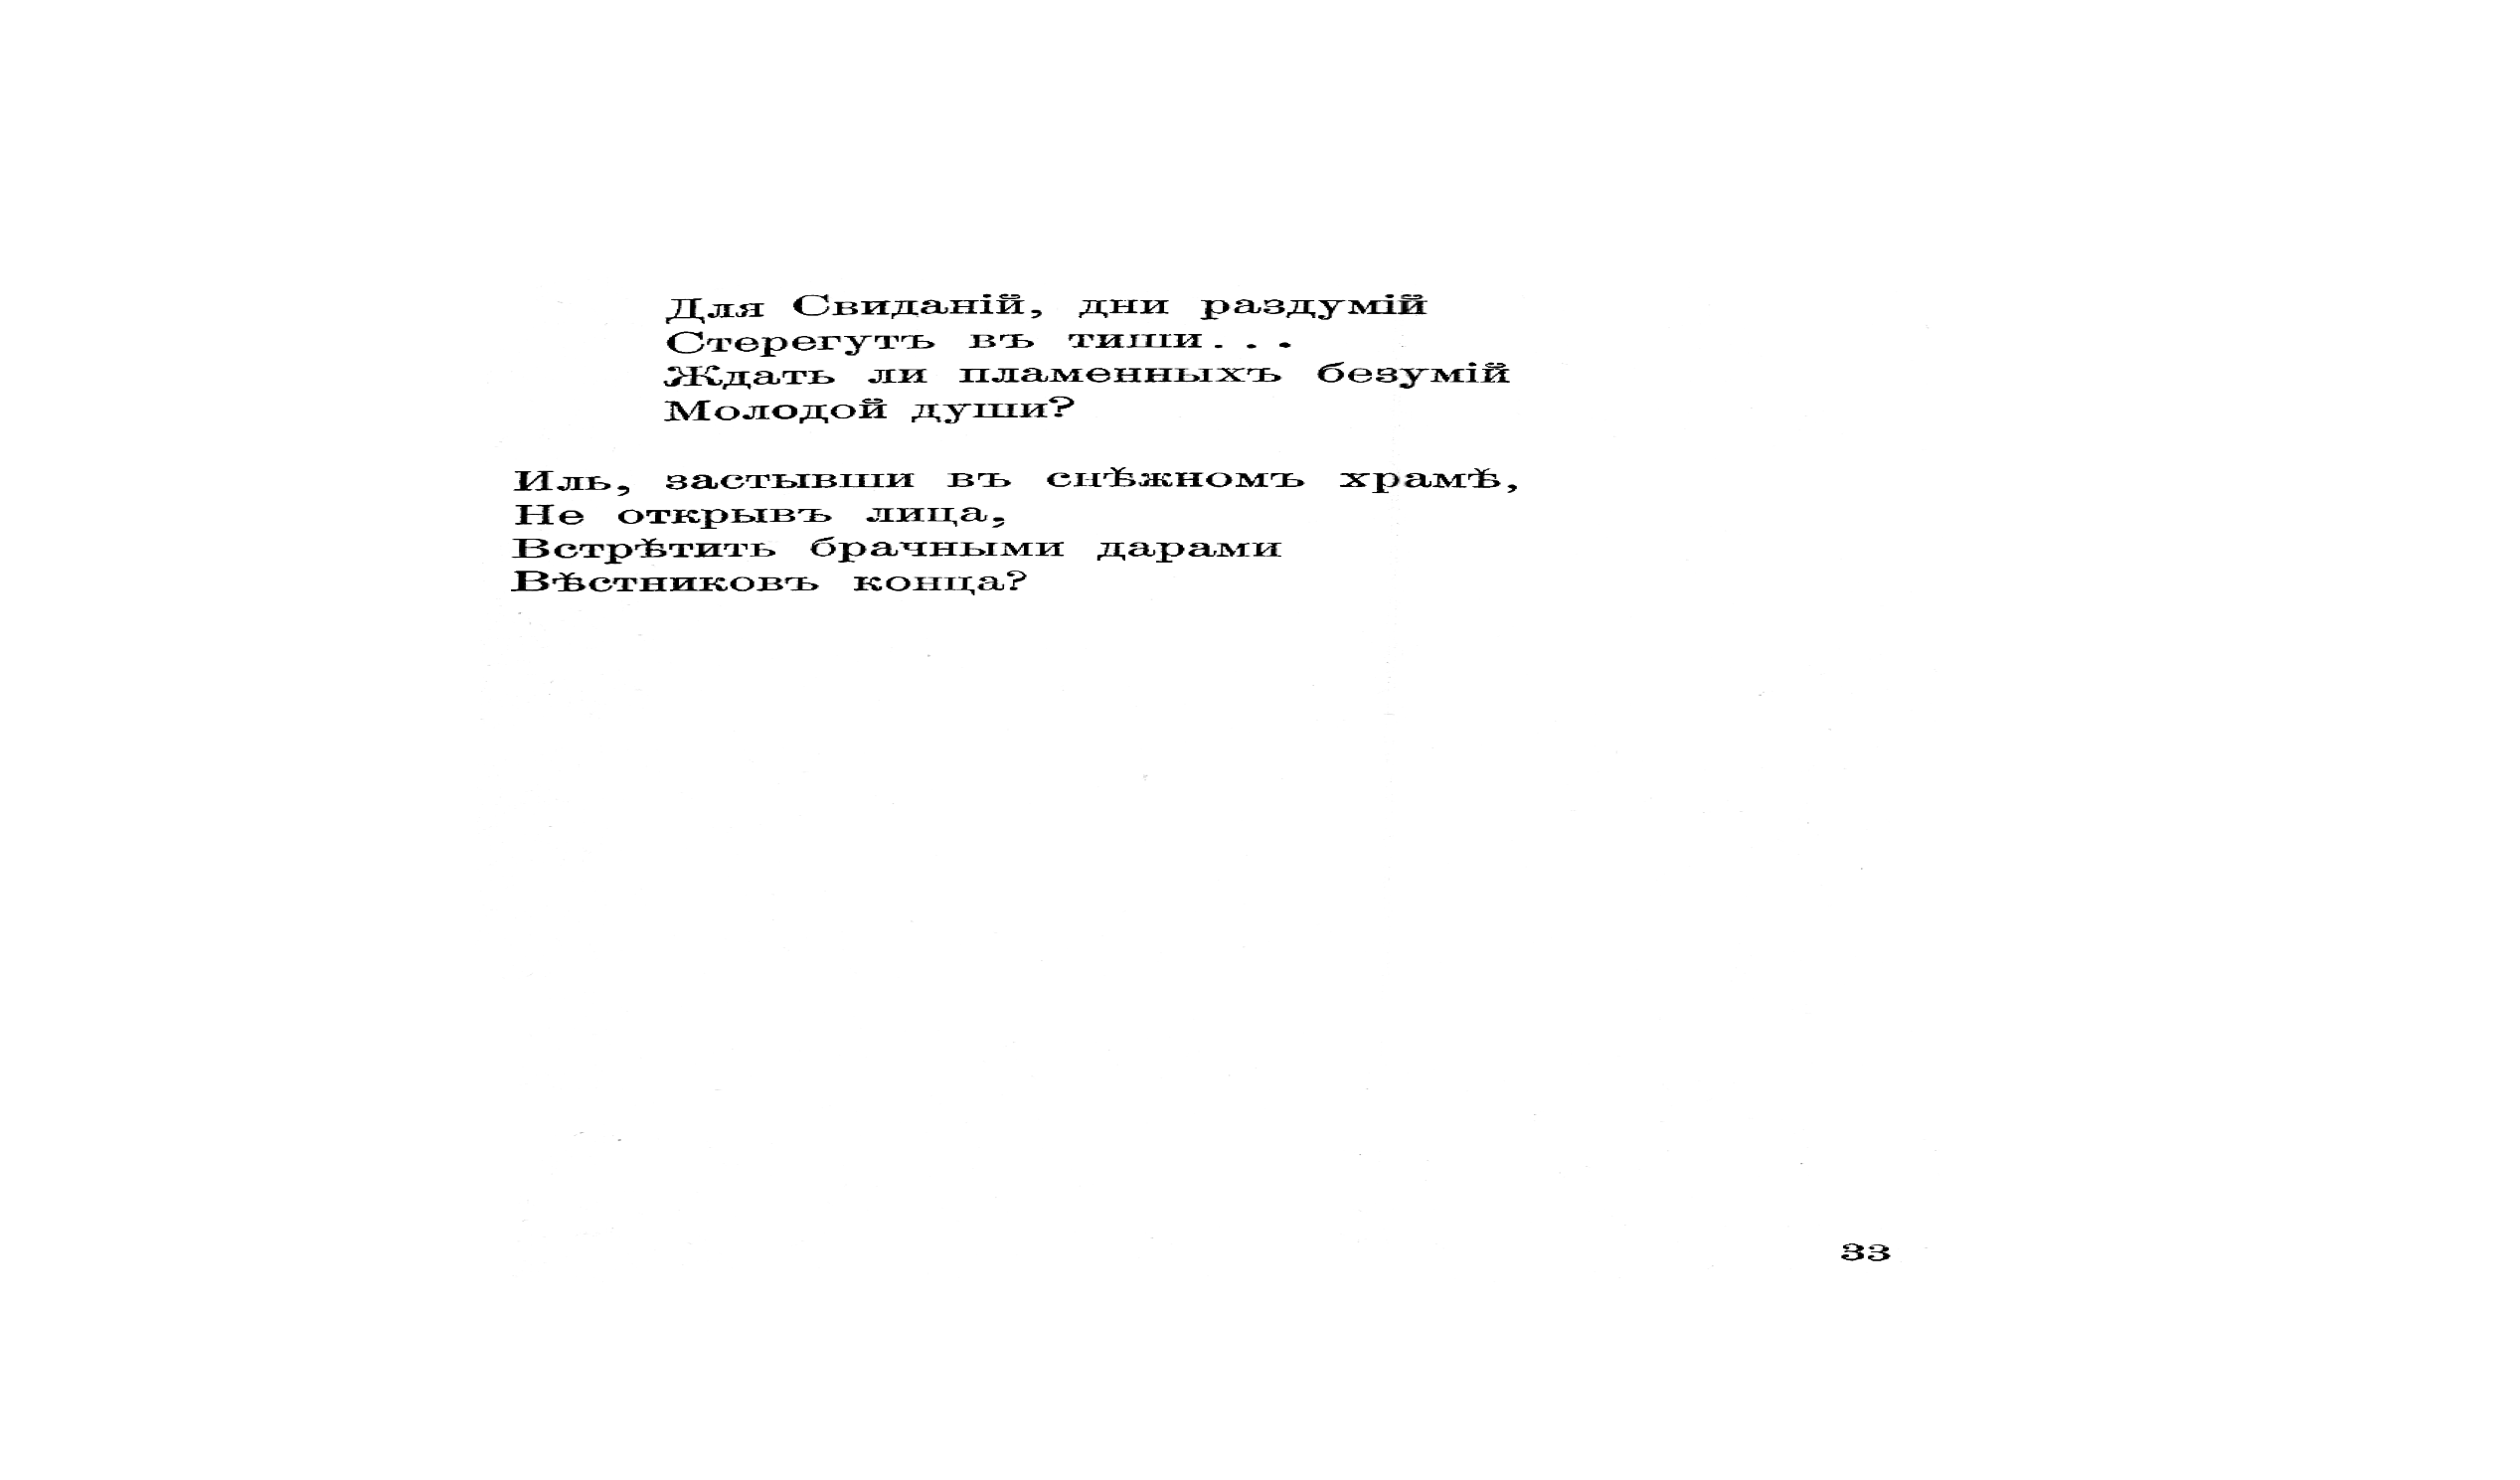 Для Свиданій, дни раздумій
Стерегутъ въ тиши...
Ждать ли пламенныхъ безумій
Молодой души?
Иль, застывши въ снѣжномъ храмѣ,
Не открывъ лица,
Встрѣтить брачными дарами
Вѣстниковъ конца?
33